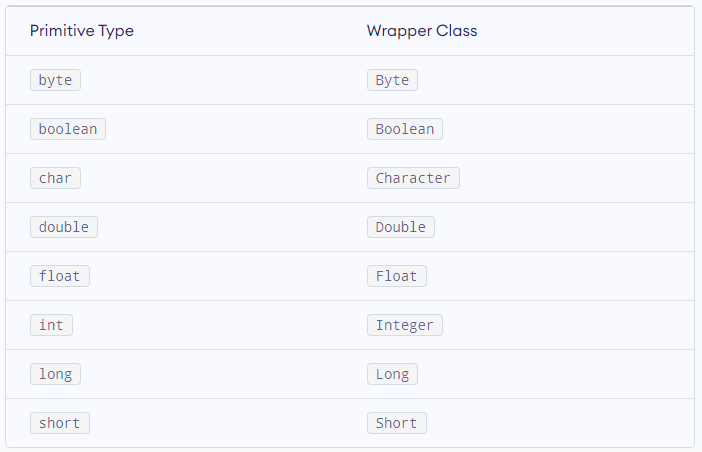 Primitive Type Wrapper Class
byte Byte
boolean Boolean
char Character
double Double
float Float
int Integer
long Long
short Short